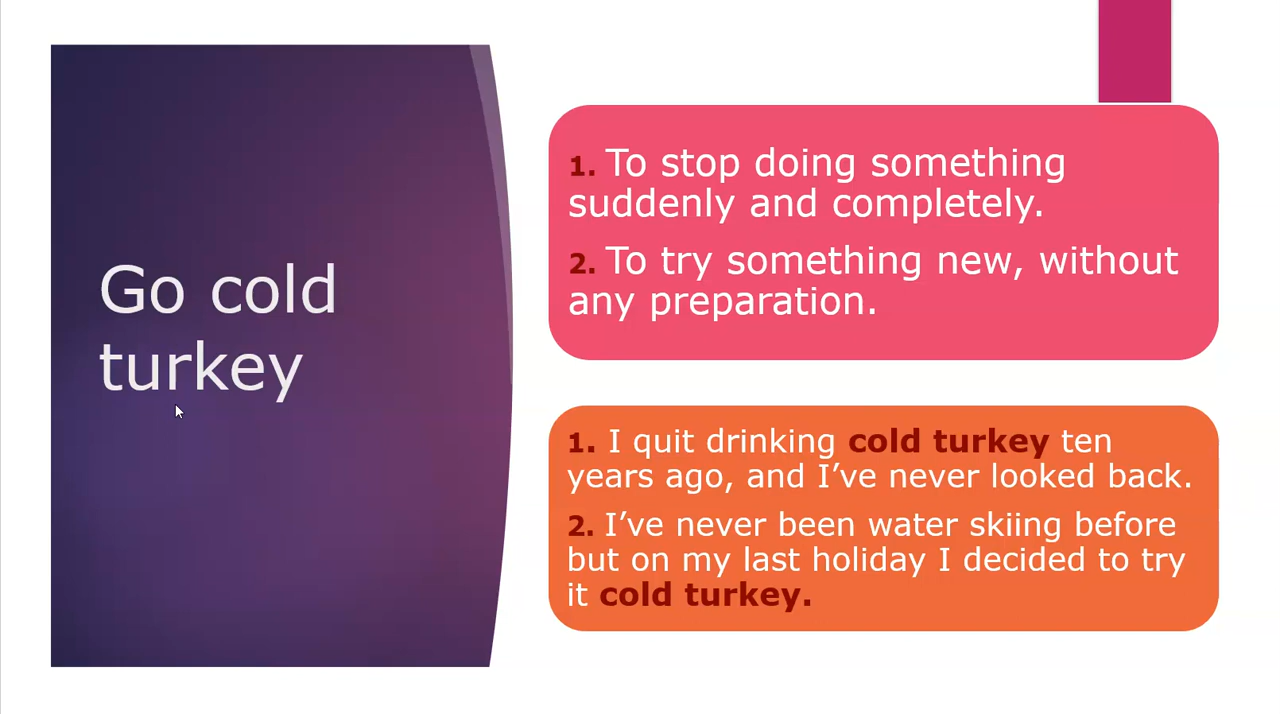 Go cold
turkey
1. To stop doing something
suddenly and completely.
2. To try something new, without
any preparation.
1. I quit drinking cold turkey ten
years ago, and I’ve never looked back.
2. I’ve never been water skiing before
but on my last holiday I decided to try
it cold turkey.